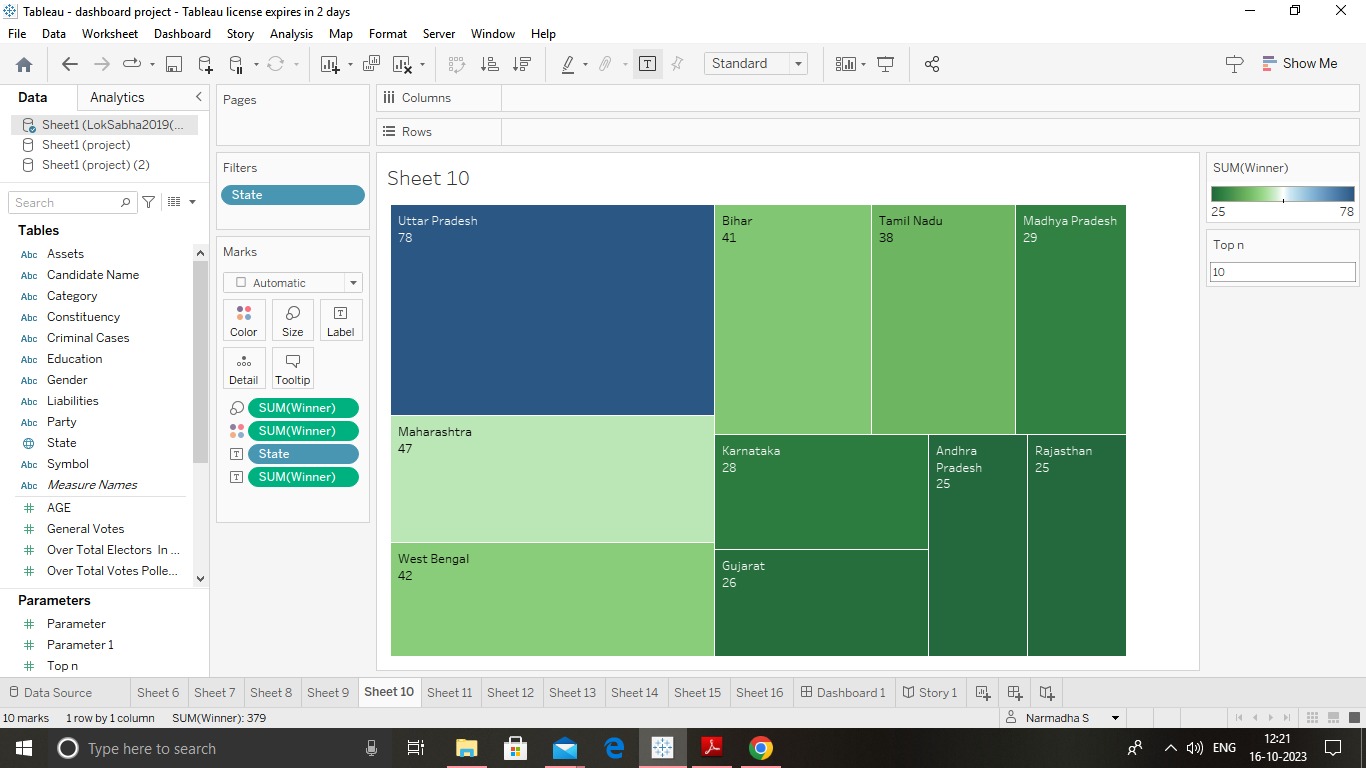 Tableau - dashboard project - Tableau license expires in 2 days
File Data Worksheet Dashboard Story Analysis Map Format Server Window Help
Standard
Show Me
Data Analytics
Sheet1 (LokSabha2019(...
Sheet1 (project)
Sheet1 (project) (2)
Search
Tables
Abc Assets
Abc Candidate Name
Abc Category
Abc Constituency
Abc Criminal Cases
Abc Education
Abc Gender
Abc Liabilities
Abc Party
State
Abc Symbol
Abc Measure Names
# AGE
# General Votes
# Over Total Electors In ...
# Over Total Votes Polle...
Parameters
# Parameter
# Parameter 1
# Top n
Pages
Filters
State
Marks
Automatic
Color Size Label
Detail Tooltip
SUM(Winner)
SUM(Winner)
State
SUM(Winner)
Columns
Rows
Sheet 10
Uttar Pradesh
78
Maharashtra
47
West Bengal
42
Bihar
41
Tamil Nadu
38
Madhya Pradesh
29
Karnataka
28
Gujarat
26
Andhra
Pradesh
25
Rajasthan
25
SUM(Winner)
25 78
Top n
10
Data Source Sheet 6 Sheet 7 Sheet 8 Sheet 9 Sheet 10 Sheet 11 Sheet 12 Sheet 13 Sheet 14 Sheet 15 Sheet 16 Dashboard 1 Story 1
10 marks 1 row by 1 column SUM(Winner): 379
Narmadha S
Type here to search
ENG
12:21
16-10-2023